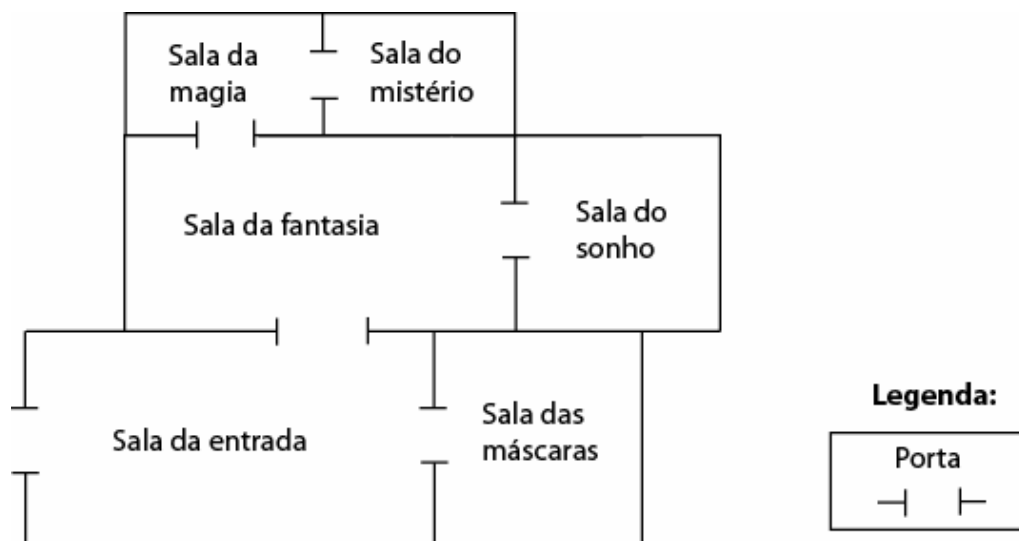 Sala da
magia
Sala do
mistério
Sala da fantasia
Sala do
sonho
Sala da entrada
Sala das
máscaras
Legenda:
Porta